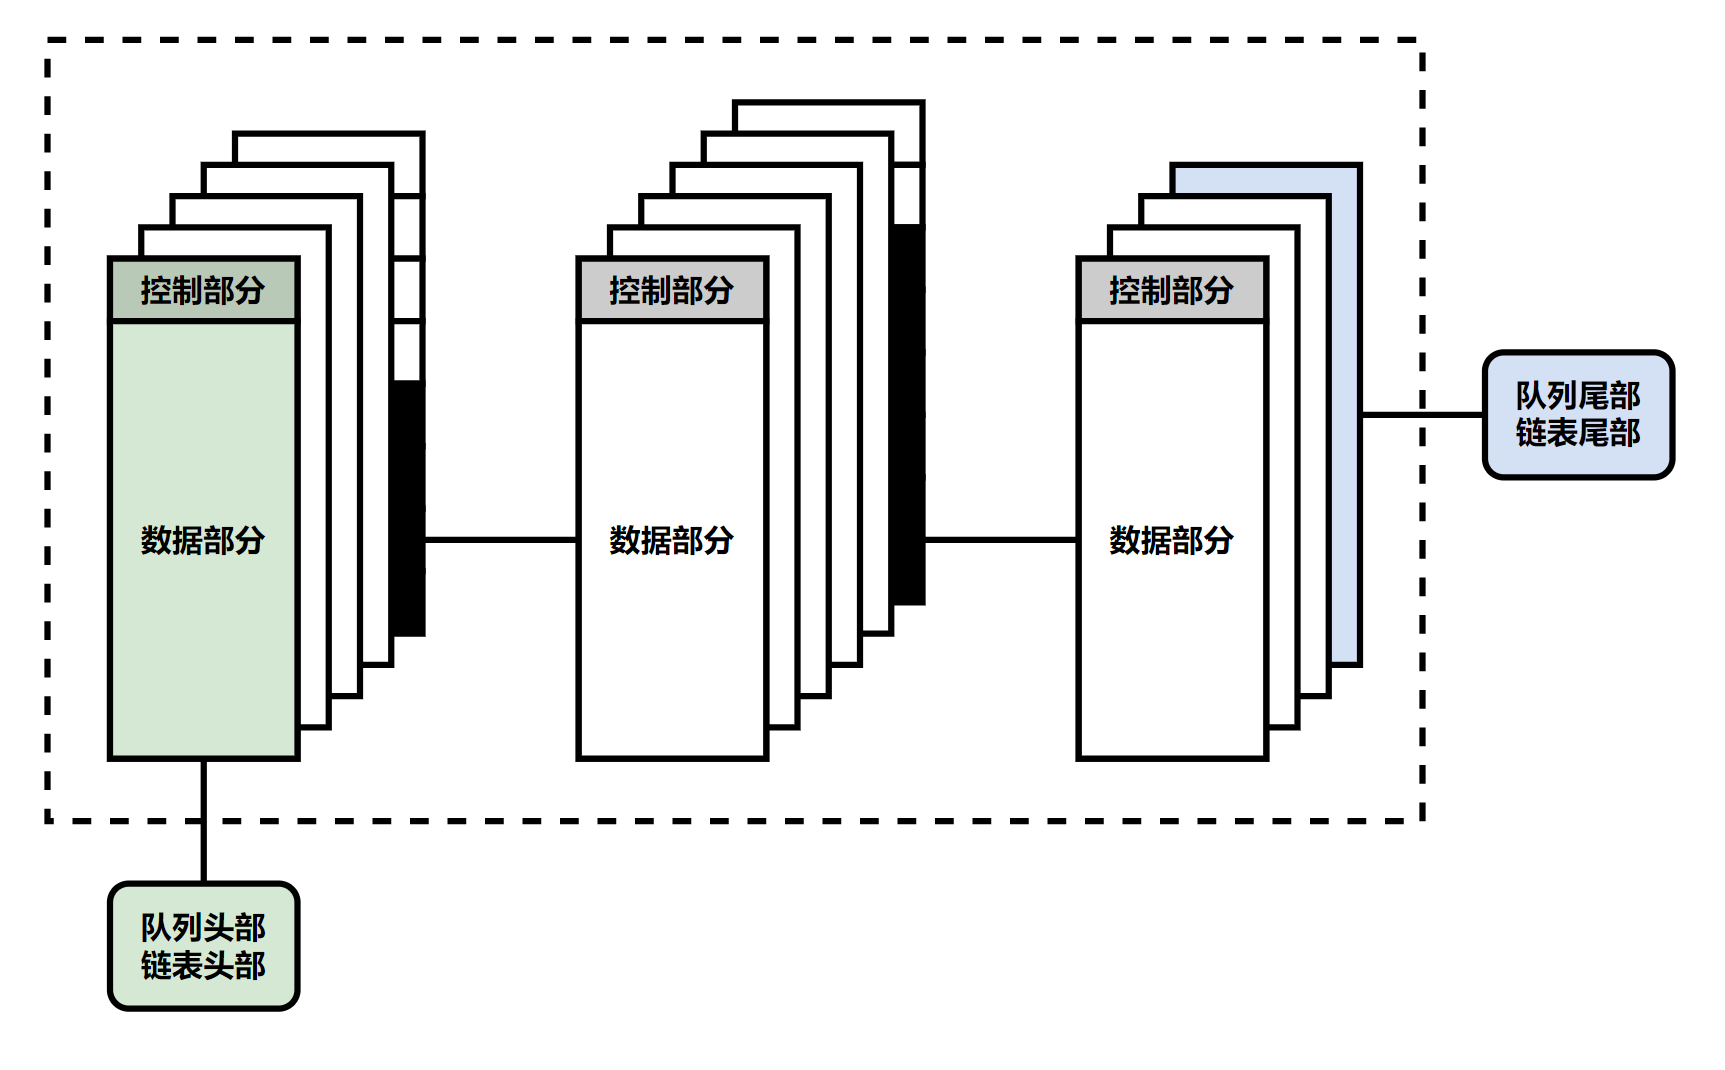 控制部分
控制部分
控制部分
数据部分
数据部分
数据部分
队列尾部
链表尾部
队列头部
链表头部